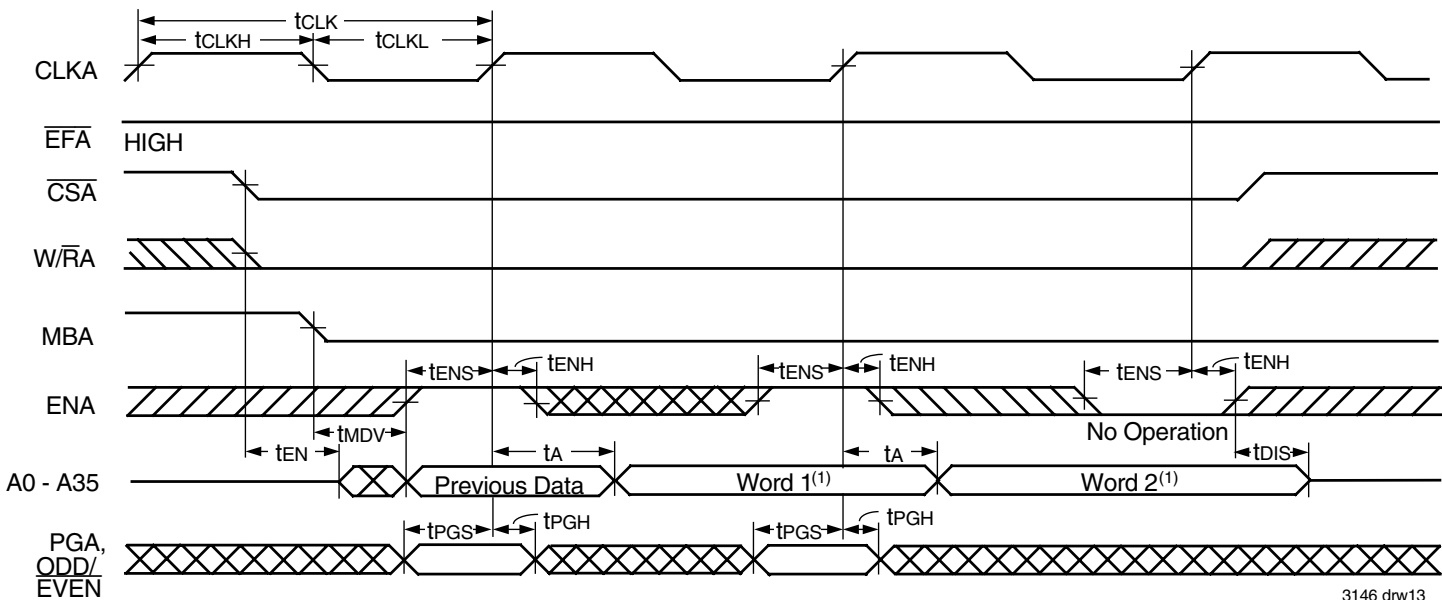 tCLK
tCLKH tCLKL
CLKA
EFA HIGH
CSA
W/RA
MBA
tENS tENH tENS tENH tENS tENH
ENA
No Operation
tMDV
tEN tA tA tDIS
A0 - A35 Previous Data Word 1(1) Word 2(1)
tPGS tPGH tPGS tPGH
PGA,
ODD/
EVEN
3146 drw13